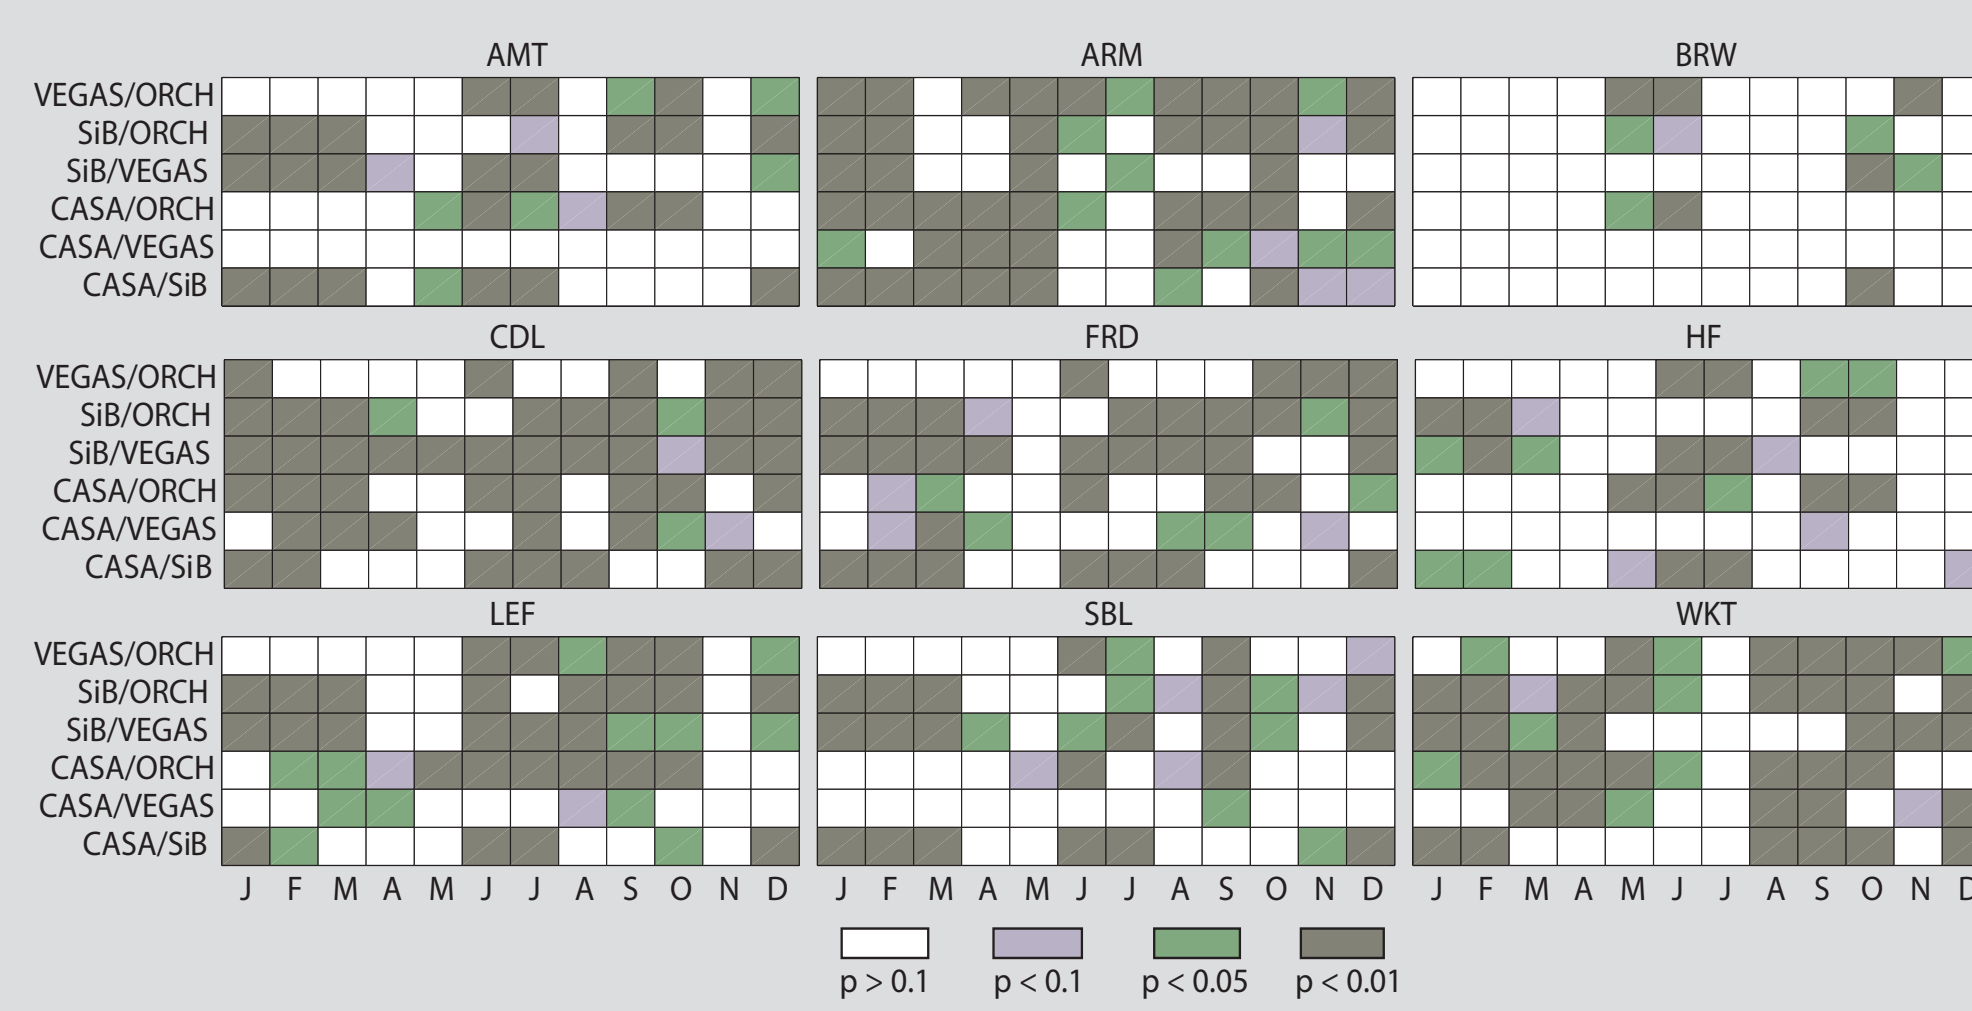 AMT ARM BRW
VEGAS/ORCH
SiB/ORCH
SiB/VEGAS
CASA/ORCH
CASA/VEGAS
CASA/SiB
CDL FRD HF
VEGAS/ORCH
SiB/ORCH
SiB/VEGAS
CASA/ORCH
CASA/VEGAS
CASA/SiB
LEF SBL WKT
VEGAS/ORCH
SiB/ORCH
SiB/VEGAS
CASA/ORCH
CASA/VEGAS
CASA/SiB
J F M A M J J A S O N D J F M A M J J A S O N D J F M A M J J A S O N D
p > 0.1 p < 0.1 p < 0.05 p < 0.01